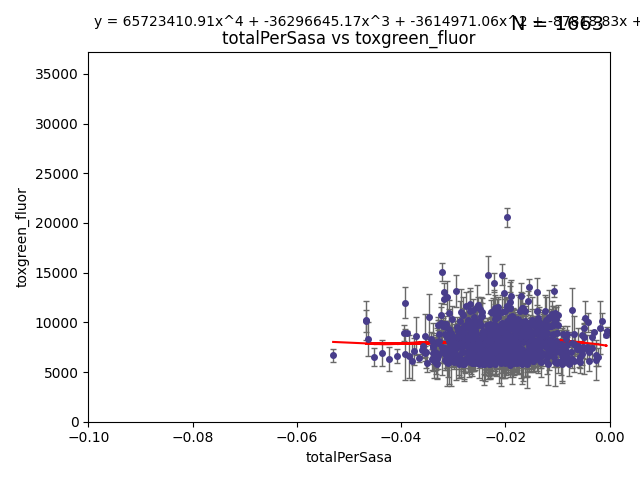 y = 65723410.91x^4 + -36296645.17x^3 + -3614971.06x^2 +
N = 1663
totalPerSasa vs toxgreen_fluor
35000
30000
25000
20000
15000
10000
5000
0
toxgreen_fluor
−0.10
−0.08
−0.06
−0.04
−0.02
0.00
totalPerSasa